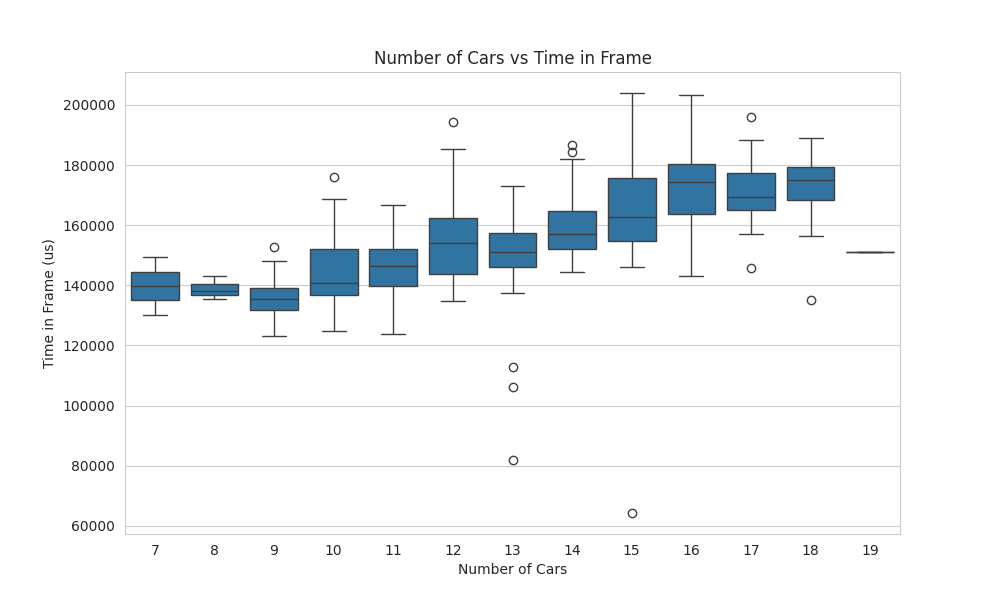 Number of Cars vs Time in Frame
Time in Frame (us)
200000
180000
160000
140000
120000
100000
80000
60000
7 8 9 10 11 12 13 14 15 16 17 18 19
Number of Cars